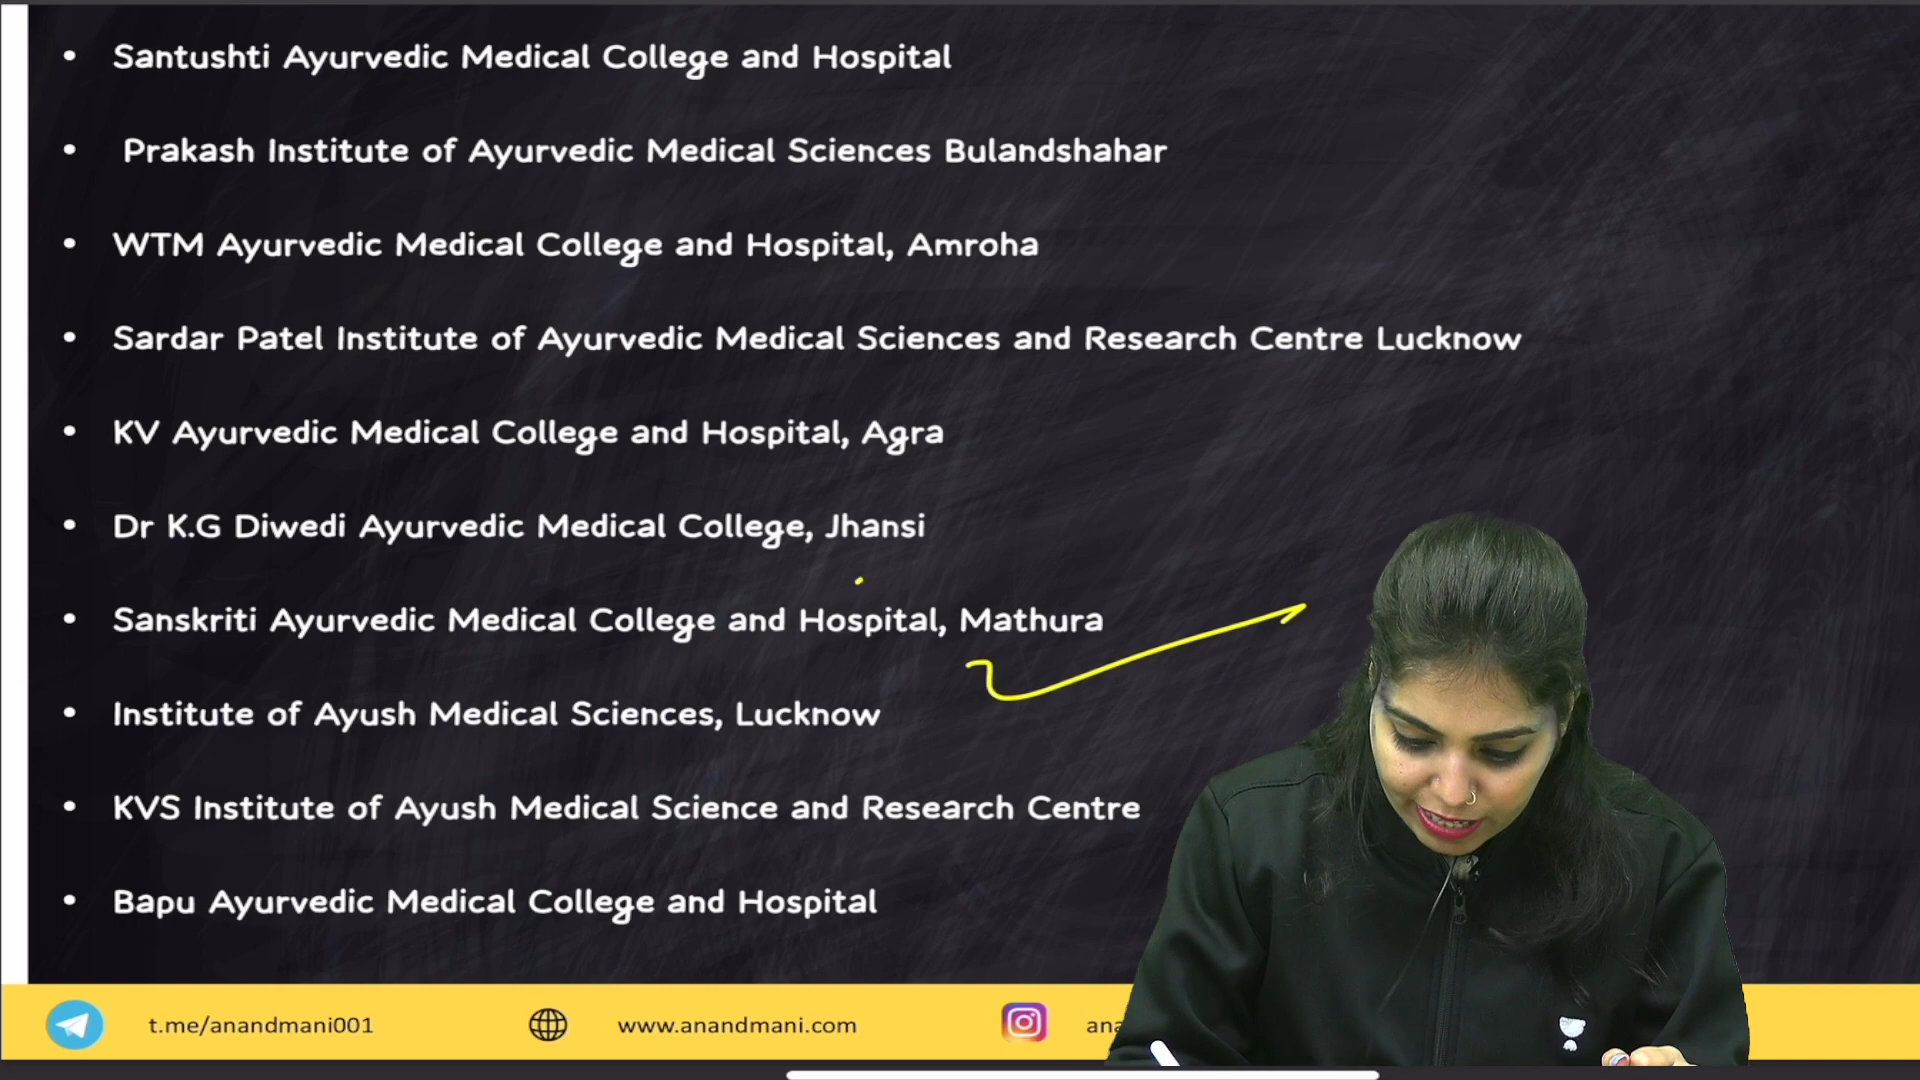 • Santushti Ayurvedic Medical College and Hospital
• Prakash Institute of Ayurvedic Medical Sciences Bulandshahar
• WTM Ayurvedic Medical College and Hospital, Amroha
• Sardar Patel Institute of Ayurvedic Medical Sciences and Research Centre Lucknow
• KV Ayurvedic Medical College and Hospital, Agra
• Dr K.G Diwedi Ayurvedic Medical College, Jhansi
• Sanskriti Ayurvedic Medical College and Hospital, Mathura
• Institute of Ayush Medical Sciences, Lucknow
• KVS Institute of Ayush Medical Science and Research Centre
• Bapu Ayurvedic Medical College and Hospital
t.me/anandmani001 www.anandmani.com